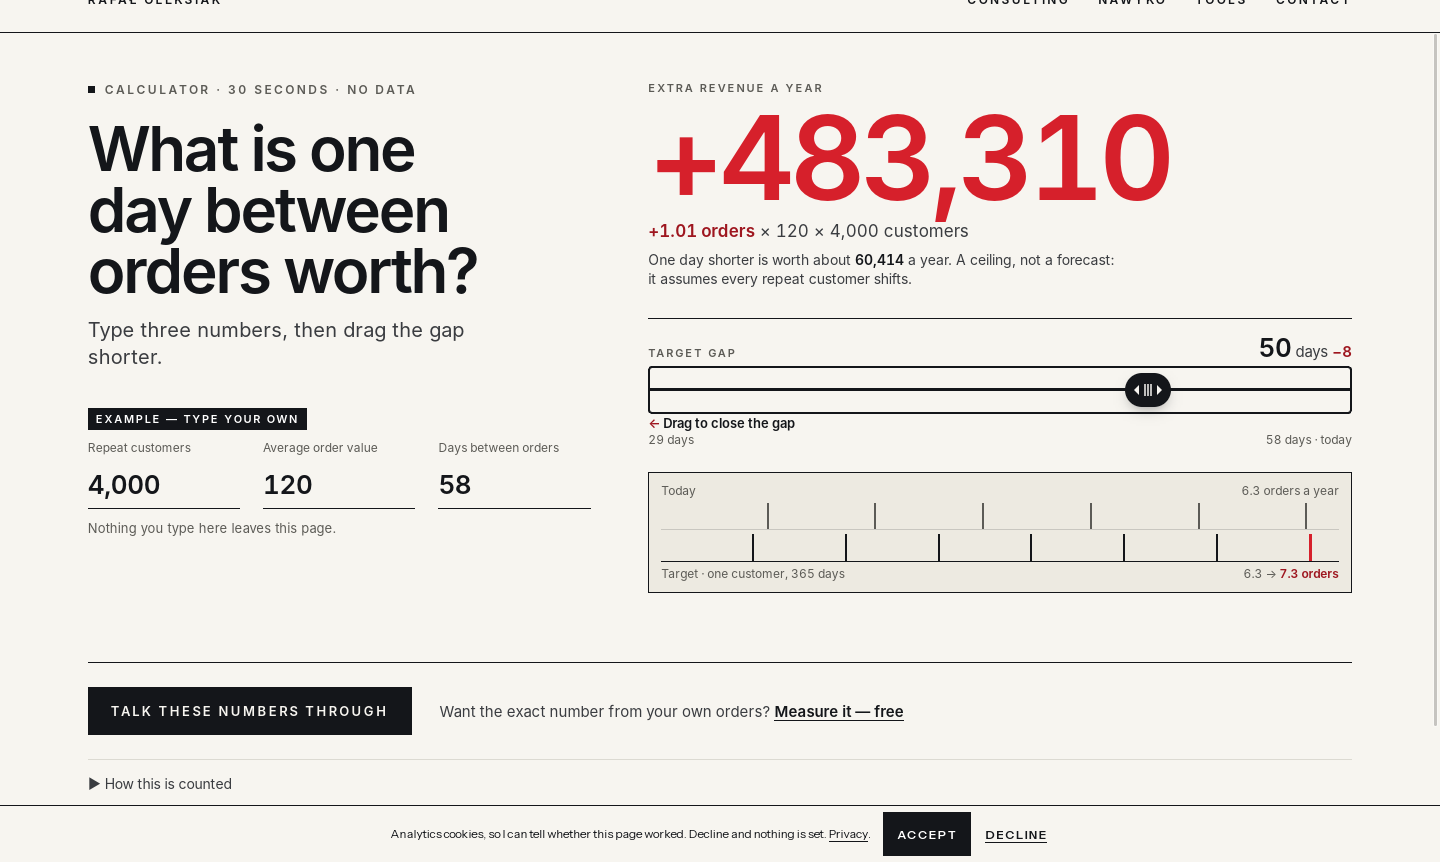 RAFAŁ OLEKSIAK
CONSULTING NAWYKO TOOLS CONTACT
CALCULATOR · 30 SECONDS · NO DATA
What is one
day between
orders worth?
Type three numbers, then drag the gap
shorter.
EXAMPLE — TYPE YOUR OWN
Repeat customers Average order value Days between orders
4,000 120 58
Nothing you type here leaves this page.
EXTRA REVENUE A YEAR
+483,310
+1.01 orders × 120 × 4,000 customers
One day shorter is worth about 60,414 a year. A ceiling, not a forecast:
it assumes every repeat customer shifts.
TARGET GAP 50 days −8
← Drag to close the gap
29 days 58 days · today
Today 6.3 orders a year
Target · one customer, 365 days 6.3 → 7.3 orders
TALK THESE NUMBERS THROUGH
Want the exact number from your own orders? Measure it — free
▶ How this is counted
Analytics cookies, so I can tell whether this page worked. Decline and nothing is set. Privacy.
ACCEPT DECLINE